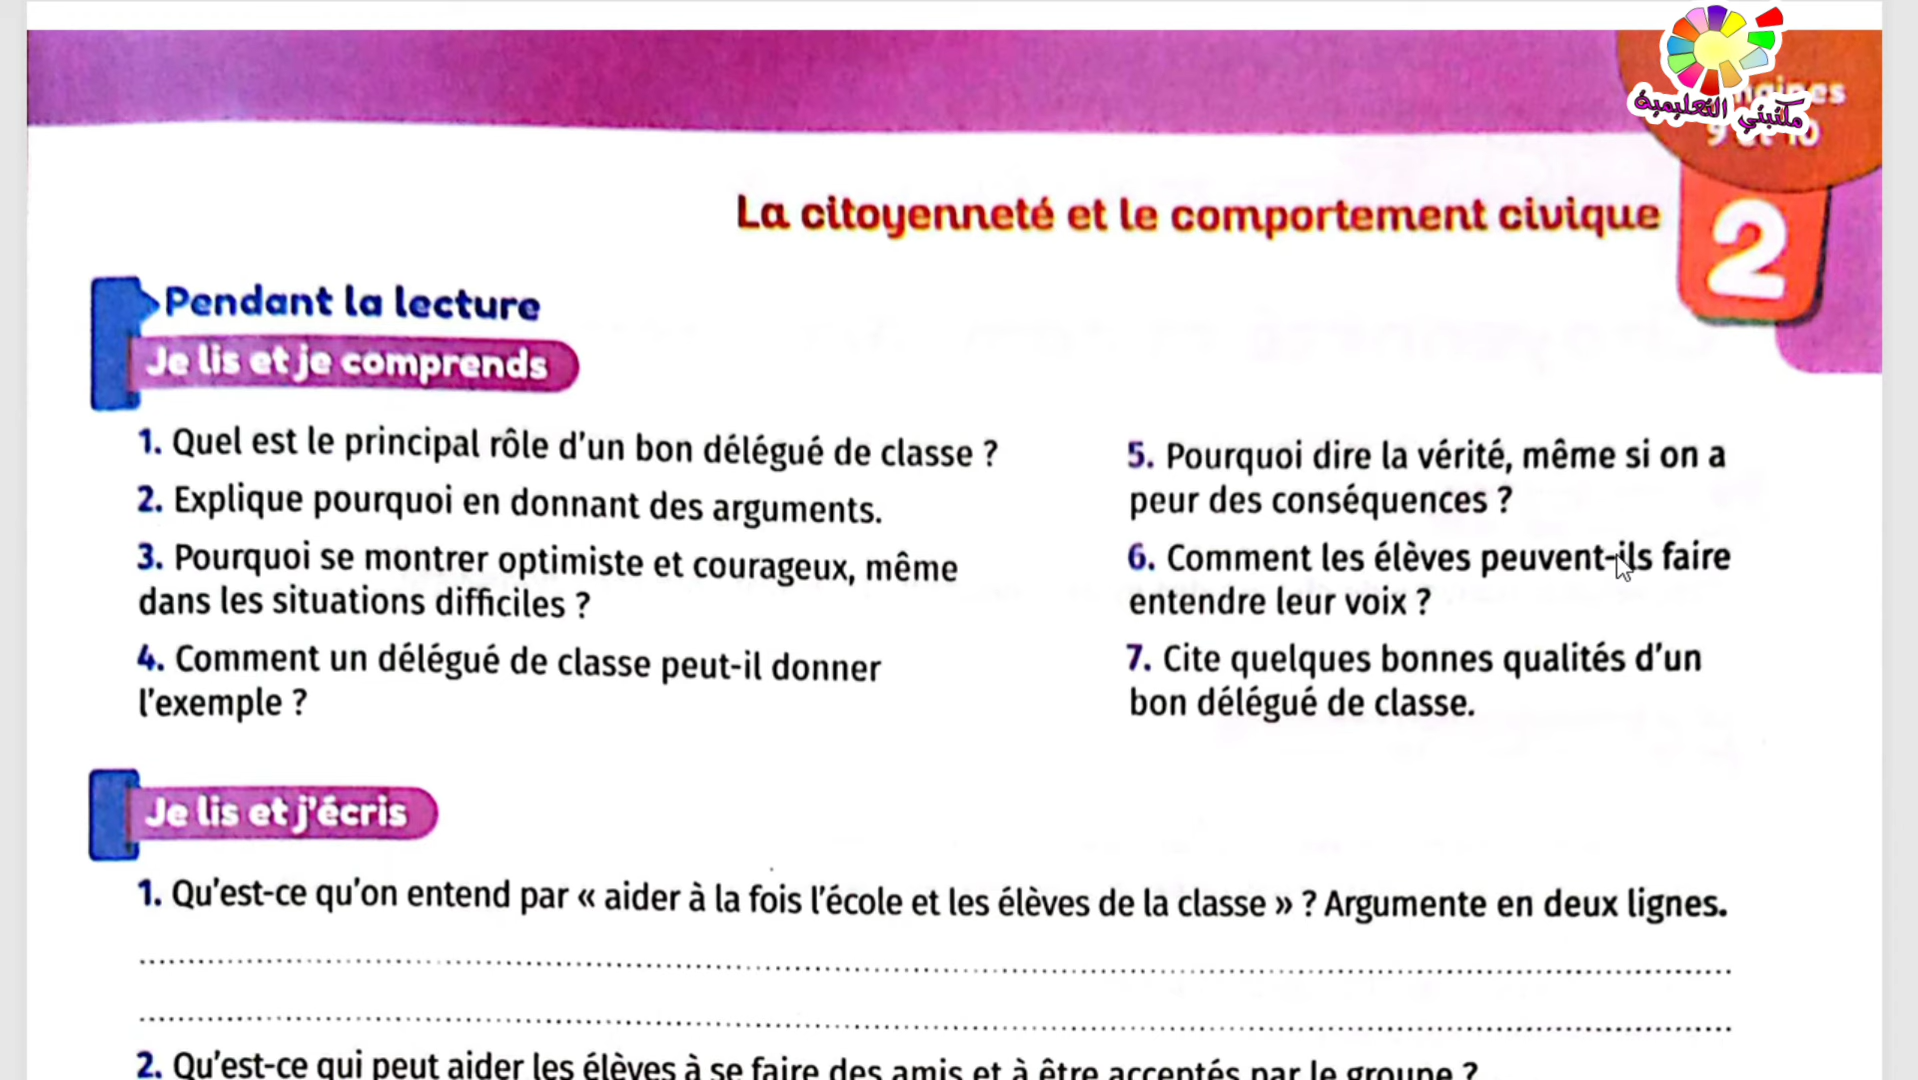 مكتبتي التعليمية
9 et 10
La citoyenneté et le comportement civique
2
Pendant la lecture
Je lis et je comprends
1. Quel est le principal rôle d'un bon délégué de classe ?
2. Explique pourquoi en donnant des arguments.
3. Pourquoi se montrer optimiste et courageux, même
dans les situations difficiles ?
4. Comment un délégué de classe peut-il donner
l'exemple ?
5. Pourquoi dire la vérité, même si on a
peur des conséquences ?
6. Comment les élèves peuvent-ils faire
entendre leur voix ?
7. Cite quelques bonnes qualités d'un
bon délégué de classe.
Je lis et j'écris
1. Qu'est-ce qu'on entend par « aider à la fois l'école et les élèves de la classe » ? Argumente en deux lignes.
2. Qu'est-ce qui peut aider les élèves à se faire des amis et à être acceptés par le groupe ?